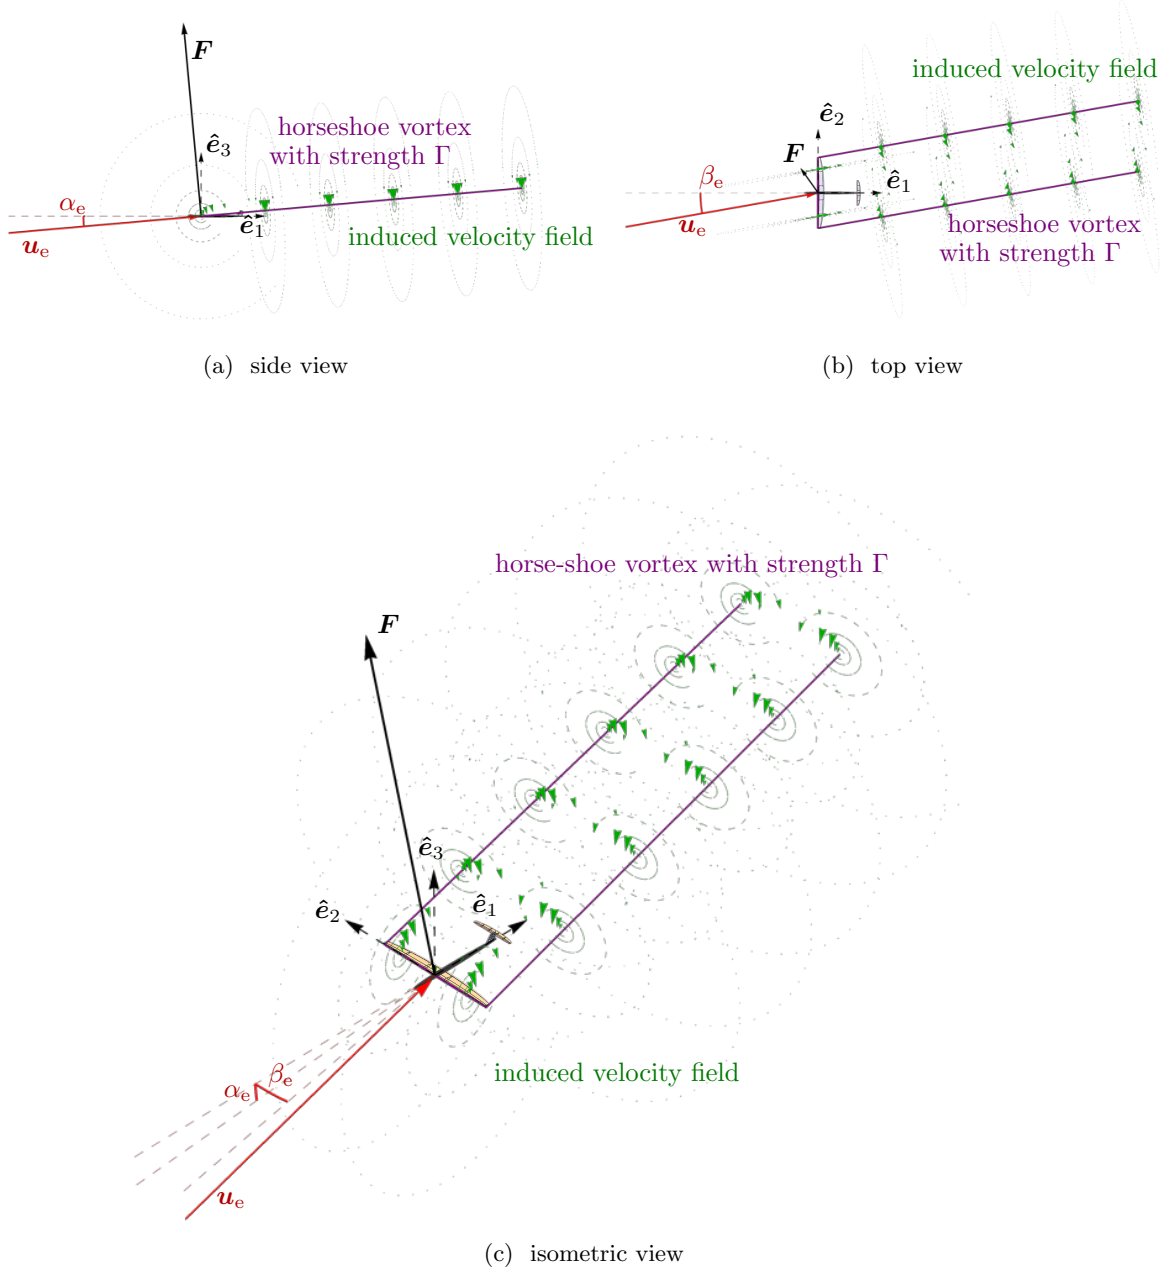 F
ê₃
horseshoe vortex
with strength Γ
αₑ
ê₁
uₑ
induced velocity field
(a) side view
induced velocity field
ê₂
F
βₑ
ê₁
uₑ
horseshoe vortex
with strength Γ
(b) top view
horse-shoe vortex with strength Γ
F
ê₃
ê₂
ê₁
induced velocity field
αₑ
βₑ
uₑ
(c) isometric view